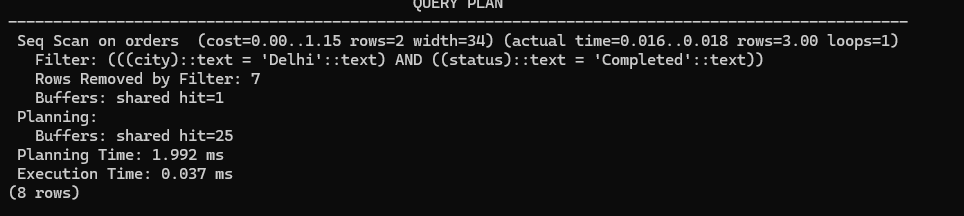 QUERY PLAN
Seq Scan on orders  (cost=0.00..1.15 rows=2 width=34) (actual time=0.016..0.018 rows=3.00 loops=1)
  Filter: (((city)::text = 'Delhi'::text) AND ((status)::text = 'Completed'::text))
  Rows Removed by Filter: 7
  Buffers: shared hit=1
Planning:
  Buffers: shared hit=25
Planning Time: 1.992 ms
Execution Time: 0.037 ms
(8 rows)